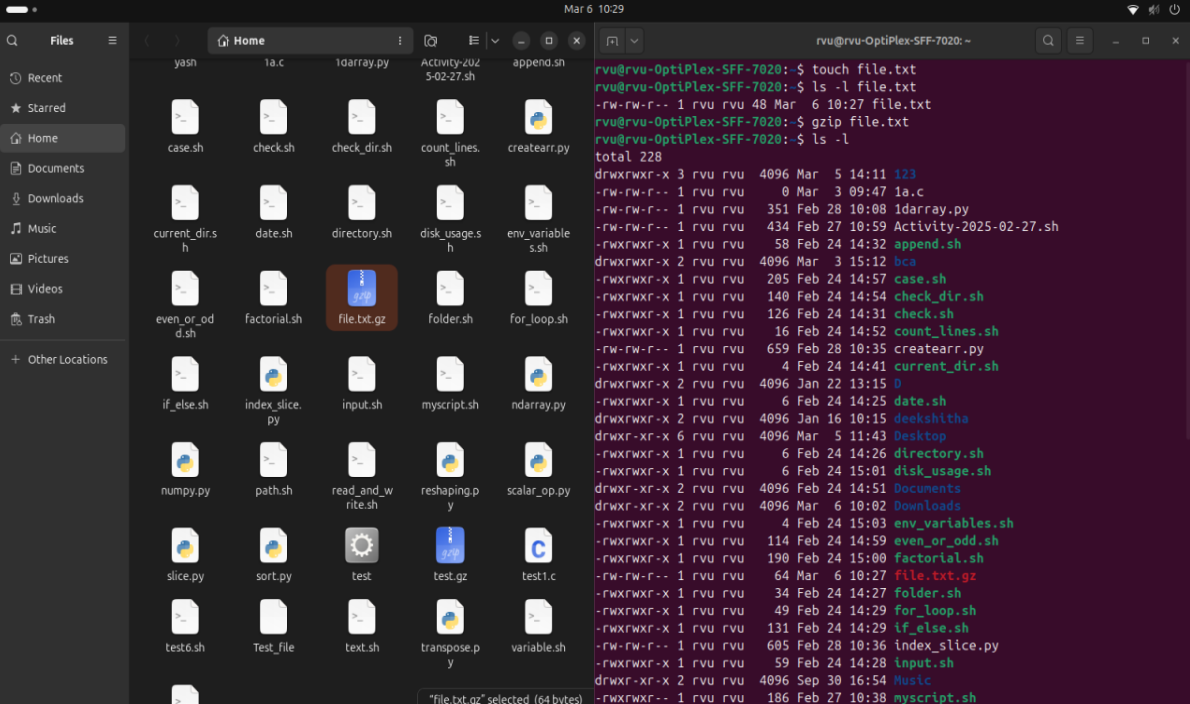 Mar 6 10:29
Files
Home
rvu@rvu-OptiPlex-SFF-7020: ~
Recent
Starred
Home
Documents
Downloads
Music
Pictures
Videos
Trash
Other Locations
yash
1a.c
1darray.py
Activity-202
5-02-27.sh
append.sh
case.sh
check.sh
check_dir.sh
count_lines.
sh
createarr.py
current_dir.s
h
date.sh
directory.sh
disk_usage.s
h
env_variable
s.sh
even_or_od
d.sh
factorial.sh
gzip
file.txt.gz
folder.sh
for_loop.sh
if_else.sh
index_slice.
py
input.sh
myscript.sh
ndarray.py
numpy.py
path.sh
read_and_w
rite.sh
reshaping.p
y
scalar_op.py
slice.py
sort.py
test
gzip
test.gz
C
test1.c
test6.sh
Test_file
text.sh
transpose.p
y
variable.sh
"file.txt.gz" selected (64 bytes)
rvu@rvu-OptiPlex-SFF-7020:~$ touch file.txt
rvu@rvu-OptiPlex-SFF-7020:~$ ls -l file.txt
-rw-rw-r-- 1 rvu rvu 48 Mar  6 10:27 file.txt
rvu@rvu-OptiPlex-SFF-7020:~$ gzip file.txt
rvu@rvu-OptiPlex-SFF-7020:~$ ls -l
total 228
drwxrwxr-x 3 rvu rvu  4096 Mar  5 14:11 123
-rw-rw-r-- 1 rvu rvu     0 Mar  3 09:47 1a.c
-rw-rw-r-- 1 rvu rvu   351 Feb 28 10:08 1darray.py
-rw-rw-r-- 1 rvu rvu   434 Feb 27 10:59 Activity-2025-02-27.sh
-rwxrwxr-x 1 rvu rvu    58 Feb 24 14:32 append.sh
drwxrwxr-x 2 rvu rvu  4096 Mar  3 15:12 bca
-rwxrwxr-x 1 rvu rvu   205 Feb 24 14:57 case.sh
-rwxrwxr-x 1 rvu rvu   140 Feb 24 14:54 check_dir.sh
-rwxrwxr-x 1 rvu rvu   126 Feb 24 14:31 check.sh
-rwxrwxr-x 1 rvu rvu    16 Feb 24 14:52 count_lines.sh
-rw-rw-r-- 1 rvu rvu   659 Feb 28 10:35 createarr.py
-rwxrwxr-x 1 rvu rvu     4 Feb 24 14:41 current_dir.sh
drwxrwxr-x 2 rvu rvu  4096 Jan 22 13:15 D
-rwxrwxr-x 1 rvu rvu     6 Feb 24 14:25 date.sh
drwxrwxr-x 2 rvu rvu  4096 Jan 16 10:15 deekshitha
drwxr-xr-x 6 rvu rvu  4096 Mar  5 11:43 Desktop
-rwxrwxr-x 1 rvu rvu     6 Feb 24 14:26 directory.sh
-rwxrwxr-x 1 rvu rvu     6 Feb 24 15:01 disk_usage.sh
drwxr-xr-x 2 rvu rvu  4096 Feb 24 14:51 Documents
drwxr-xr-x 2 rvu rvu  4096 Mar  6 10:02 Downloads
-rwxrwxr-x 1 rvu rvu     4 Feb 24 15:03 env_variables.sh
-rwxrwxr-x 1 rvu rvu   114 Feb 24 14:59 even_or_odd.sh
-rwxrwxr-x 1 rvu rvu   190 Feb 24 15:00 factorial.sh
-rw-rw-r-- 1 rvu rvu    64 Mar  6 10:27 file.txt.gz
-rwxrwxr-x 1 rvu rvu    34 Feb 24 14:27 folder.sh
-rwxrwxr-x 1 rvu rvu    49 Feb 24 14:29 for_loop.sh
-rwxrwxr-x 1 rvu rvu   131 Feb 24 14:29 if_else.sh
-rw-rw-r-- 1 rvu rvu   605 Feb 28 10:36 index_slice.py
-rwxrwxr-x 1 rvu rvu    59 Feb 24 14:28 input.sh
drwxr-xr-x 2 rvu rvu  4096 Sep 30 16:54 Music
-rwxrwxr-x 1 rvu rvu   186 Feb 27 10:38 myscript.sh